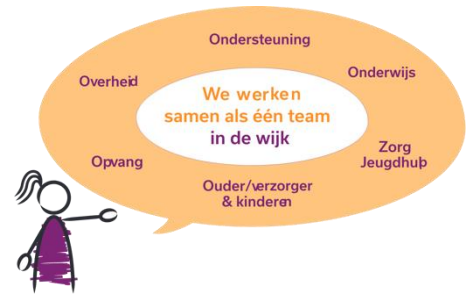 Ondersteuning
Overheid
Onderwijs
We werken
samen als één team
in de wijk
Opvang
Zorg
Jeugdhulp
Ouder/verzorger
& kinderen